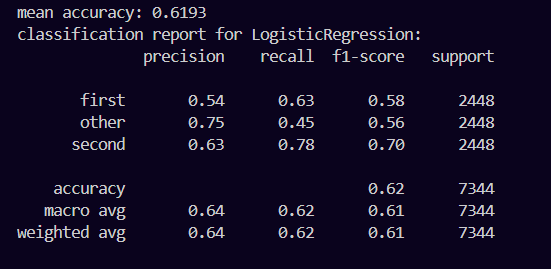 mean accuracy: 0.6193
classification report for LogisticRegression:
precision recall f1-score support
first 0.54 0.63 0.58 2448
other 0.75 0.45 0.56 2448
second 0.63 0.78 0.70 2448
accuracy 0.62 7344
macro avg 0.64 0.62 0.61 7344
weighted avg 0.64 0.62 0.61 7344